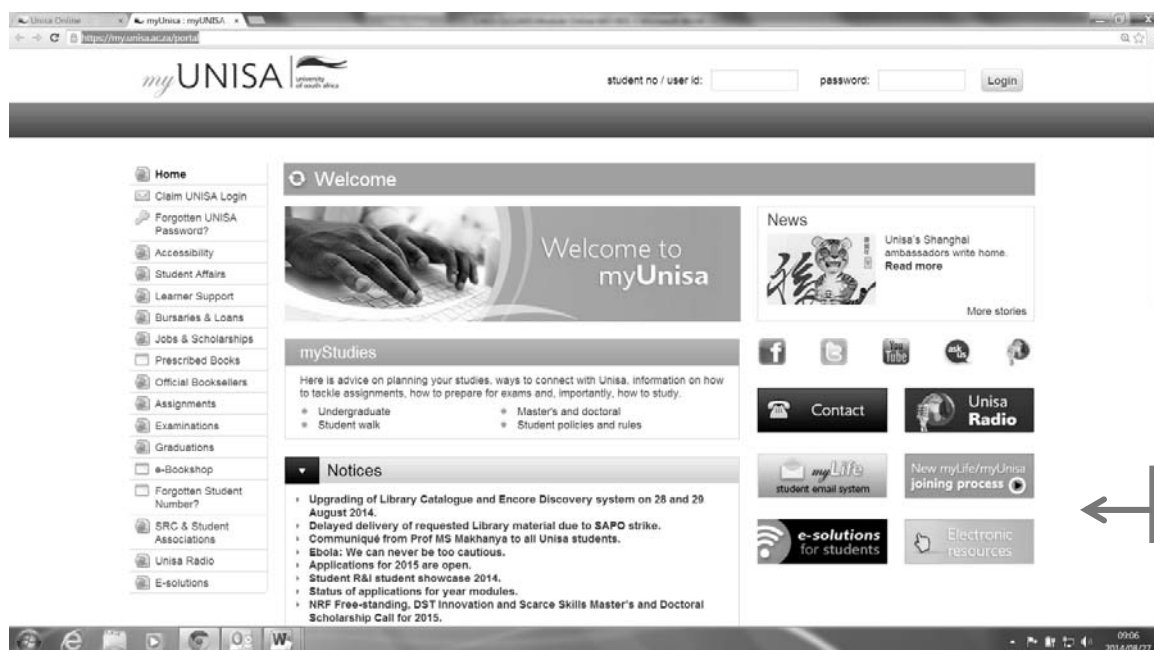 Unisa Online
myUnisa : myUNISA
https://my.unisa.ac.za/portal
myUNISA
university
of south africa
student no / user id:
password:
Login
Home
Claim UNISA Login
Forgotten UNISA
Password?
Accessibility
Student Affairs
Learner Support
Bursaries & Loans
Jobs & Scholarships
Prescribed Books
Official Booksellers
Assignments
Examinations
Graduations
e-Bookshop
Forgotten Student
Number?
SRC & Student
Associations
Unisa Radio
E-solutions
Welcome
Welcome to
myUnisa
myStudies
Here is advice on planning your studies, ways to connect with Unisa, information on how
to tackle assignments, how to prepare for exams and, importantly, how to study.
Undergraduate
Master's and doctoral
Student walk
Student policies and rules
Notices
Upgrading of Library Catalogue and Encore Discovery system on 28 and 29
August 2014.
Delayed delivery of requested Library material due to SAPO strike.
Communiqué from Prof MS Makhanya to all Unisa students.
Ebola: We can never be too cautious.
Applications for 2015 are open.
Student R&I student showcase 2014.
Status of applications for year modules.
NRF Free-standing, DST Innovation and Scarce Skills Master's and Doctoral
Scholarship Call for 2015.
News
Unisa's Shanghai
ambassadors write home.
Read more
More stories
You
Tube
ask
us
Contact
Unisa
Radio
myLife
student email system
New myLife/myUnisa
joining process
e-solutions
for students
Electronic
resources
09:06
2014/08/27